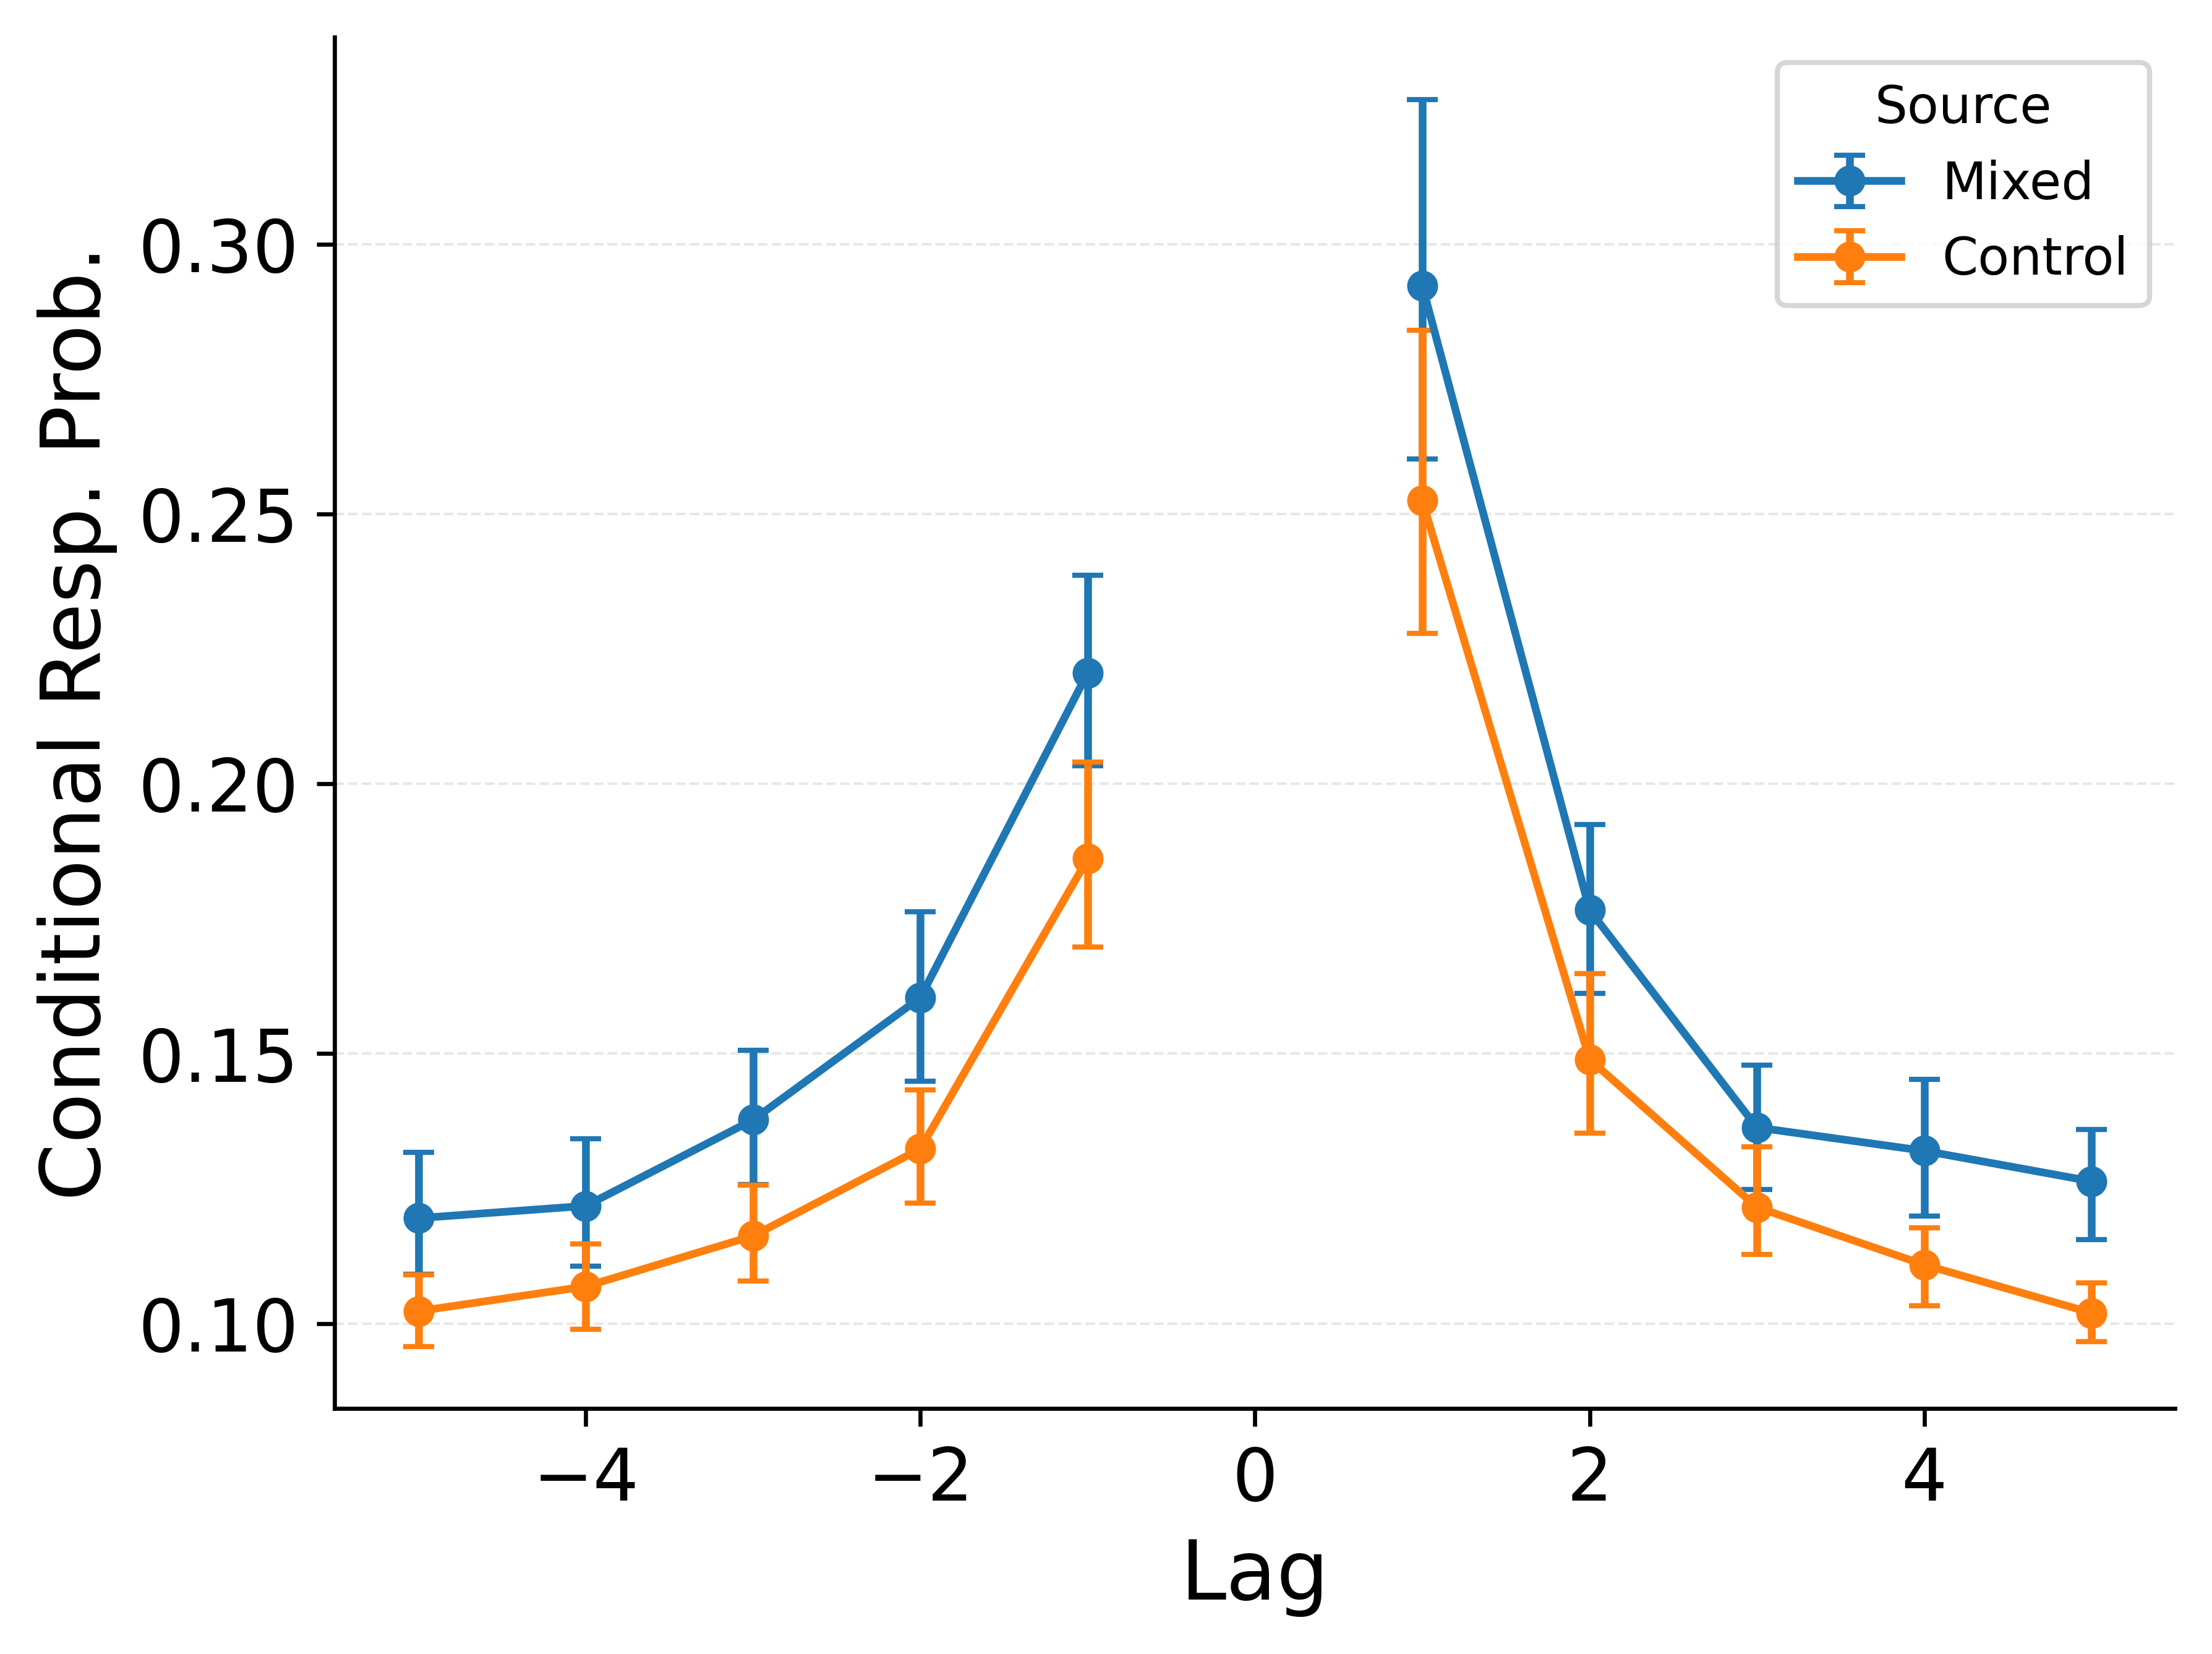 Source
Mixed
Control
Conditional Resp. Prob.
0.30
0.25
0.20
0.15
0.10
−4
−2
0
2
4
Lag